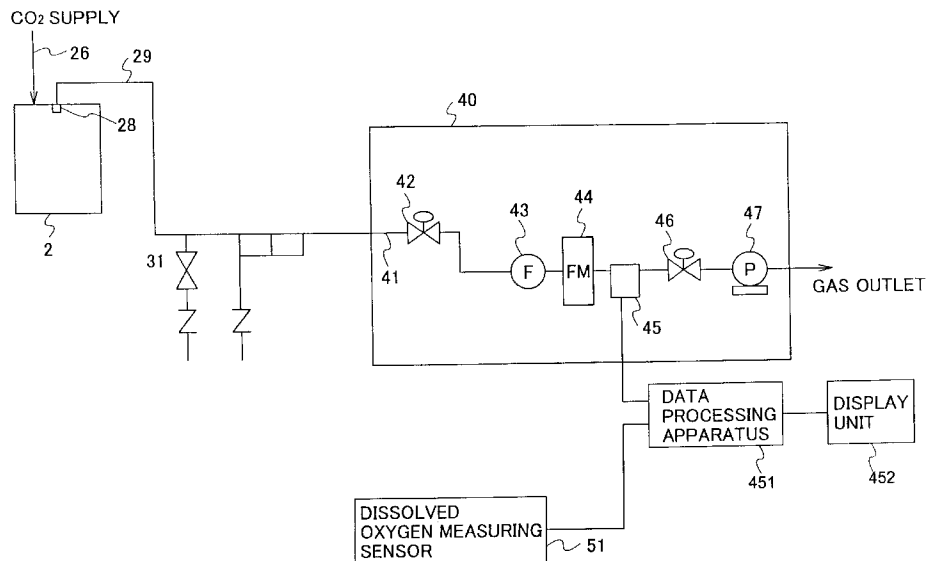 CO2 SUPPLY
26
29
28
2
31
40
42
43
44
46
47
41
F
FM
P
45
GAS OUTLET
DATA
PROCESSING
APPARATUS
451
DISPLAY
UNIT
452
DISSOLVED
OXYGEN MEASURING
SENSOR
51